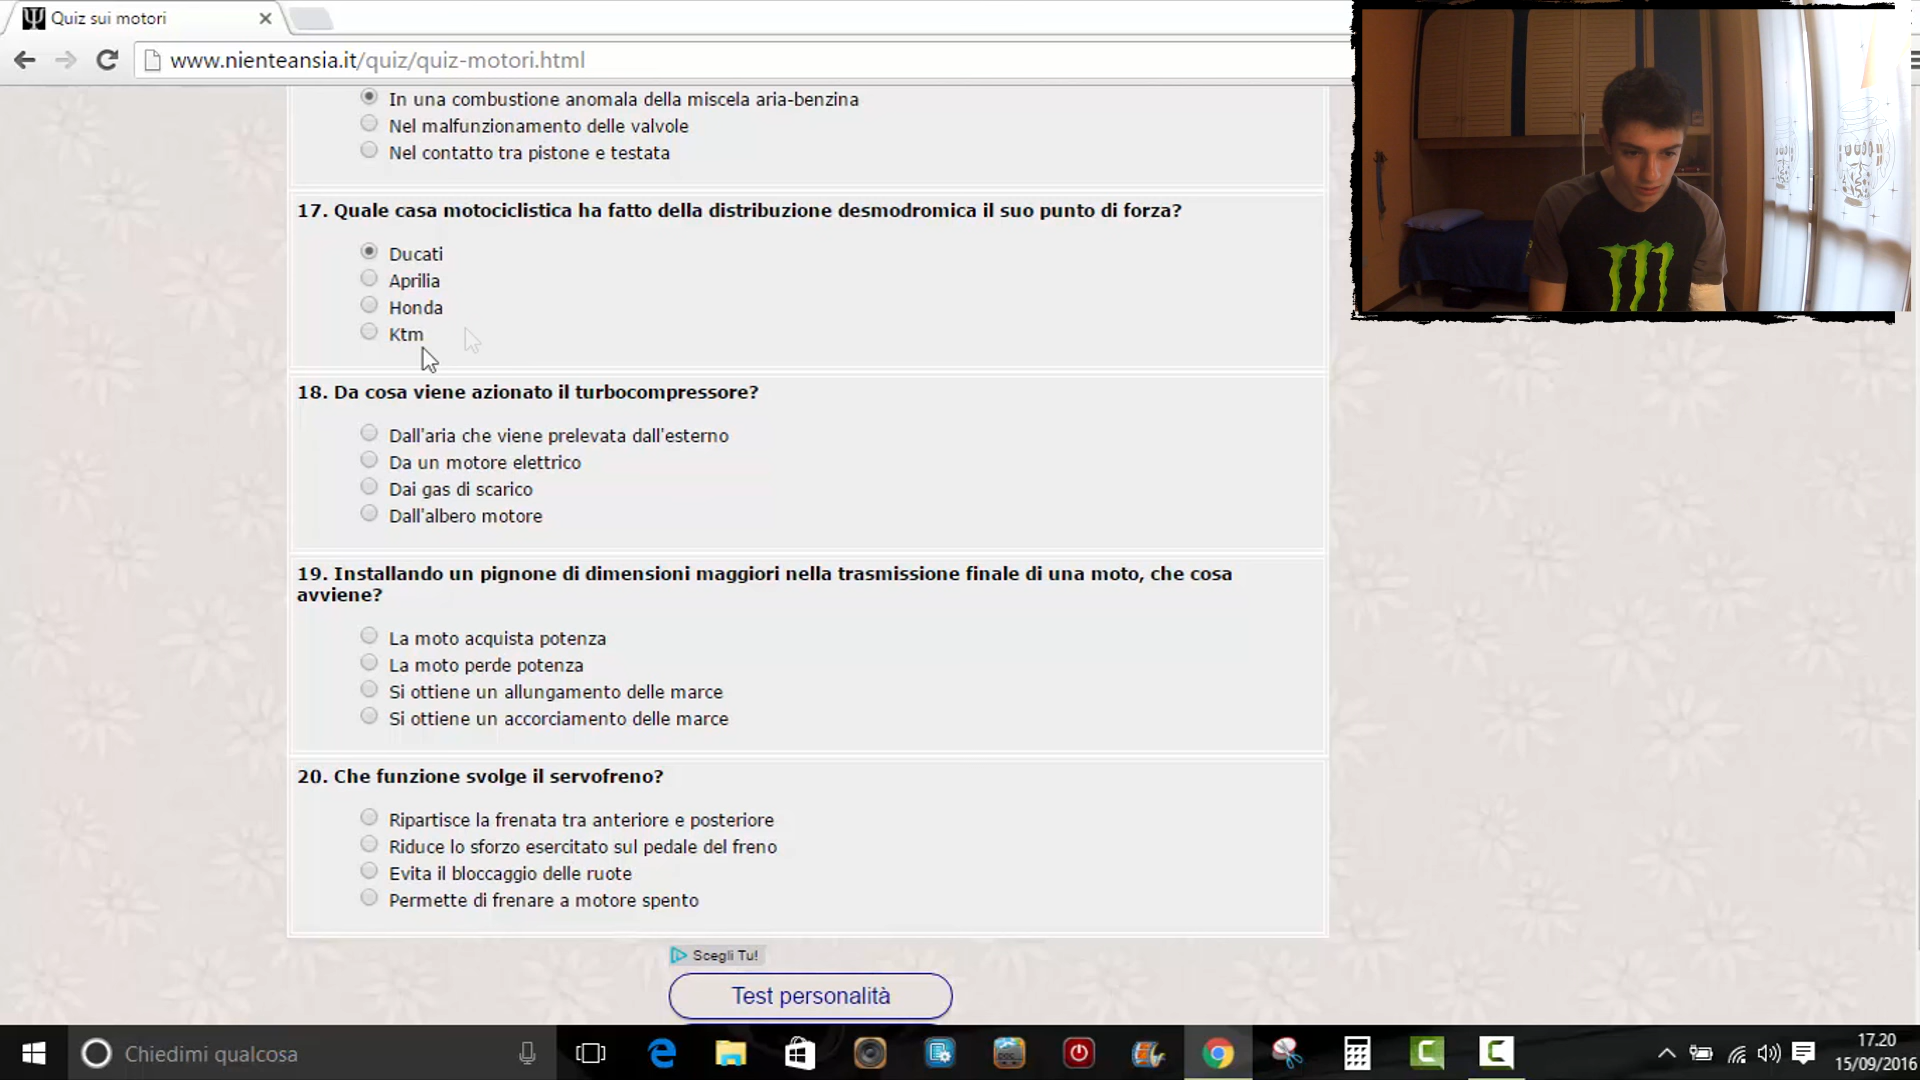 Quiz sui motori
www.nienteansia.it/quiz/quiz-motori.html
In una combustione anomala della miscela aria-benzina
Nel malfunzionamento delle valvole
Nel contatto tra pistone e testata
17. Quale casa motociclistica ha fatto della distribuzione desmodromica il suo punto di forza?
Ducati
Aprilia
Honda
Ktm
18. Da cosa viene azionato il turbocompressore?
Dall'aria che viene prelevata dall'esterno
Da un motore elettrico
Dai gas di scarico
Dall'albero motore
19. Installando un pignone di dimensioni maggiori nella trasmissione finale di una moto, che cosa
avviene?
La moto acquista potenza
La moto perde potenza
Si ottiene un allungamento delle marce
Si ottiene un accorciamento delle marce
20. Che funzione svolge il servofreno?
Ripartisce la frenata tra anteriore e posteriore
Riduce lo sforzo esercitato sul pedale del freno
Evita il bloccaggio delle ruote
Permette di frenare a motore spento
Scegli Tu!
Test personalità
Chiedimi qualcosa
17.20
15/09/2016